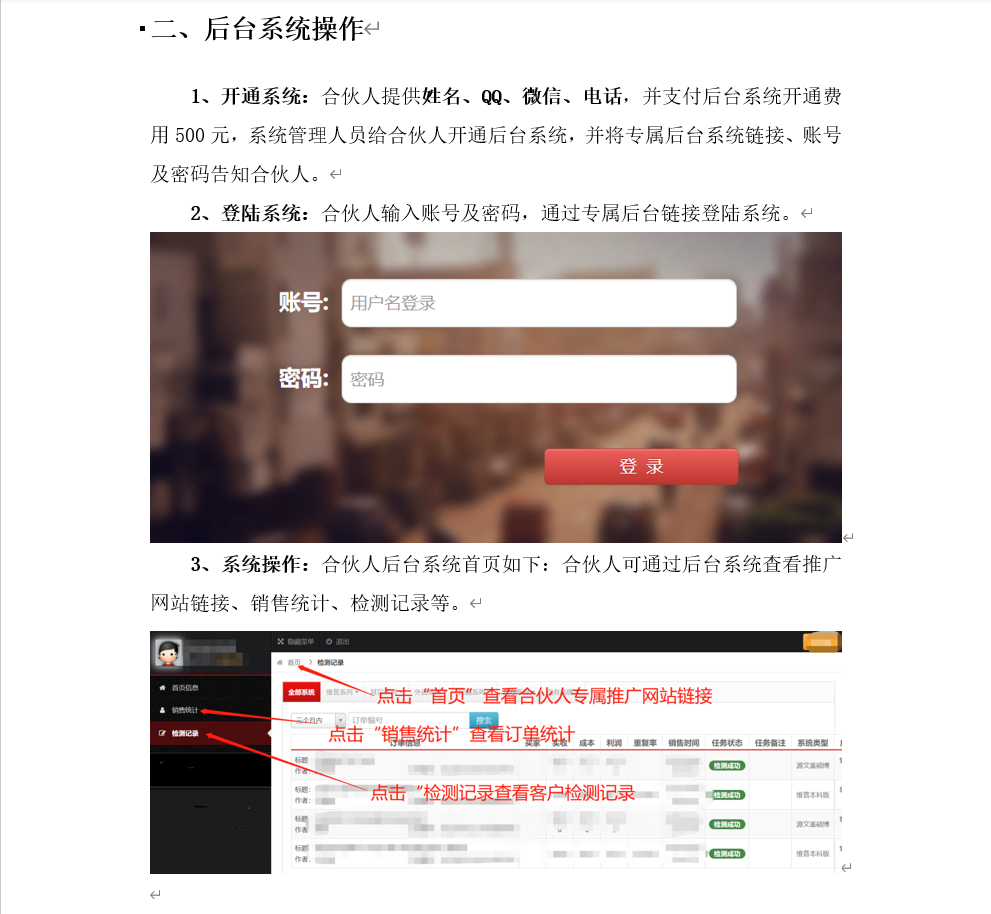 二、后台系统操作
1、开通系统：合伙人提供姓名、QQ、微信、电话，并支付后台系统开通费
用 500 元，系统管理人员给合伙人开通后台系统，并将专属后台系统链接、账号
及密码告知合伙人。
2、登陆系统：合伙人输入账号及密码，通过专属后台链接登陆系统。
账号: 用户名登录
密码: 密码
登 录
3、系统操作：合伙人后台系统首页如下：合伙人可通过后台系统查看推广
网站链接、销售统计、检测记录等。
隐藏菜单 退出
首页 检测记录
首页信息
销售统计
检测记录
全部系统 维普系列
点击“首页”查看合伙人专属推广网站链接
三个月内 订单编号 搜索
点击“销售统计”查看订单统计
订单信息 买家 实收 成本 利润 重复率 销售时间 任务状态 任务备注 系统类型
标题
作者: 检测成功 源文鉴硕博
点击“检测记录查看客户检测记录
标题:
作者: 检测成功 维普本科版
标题
作者 检测成功 源文鉴硕博
标题
作者: 检测成功 维普本科版